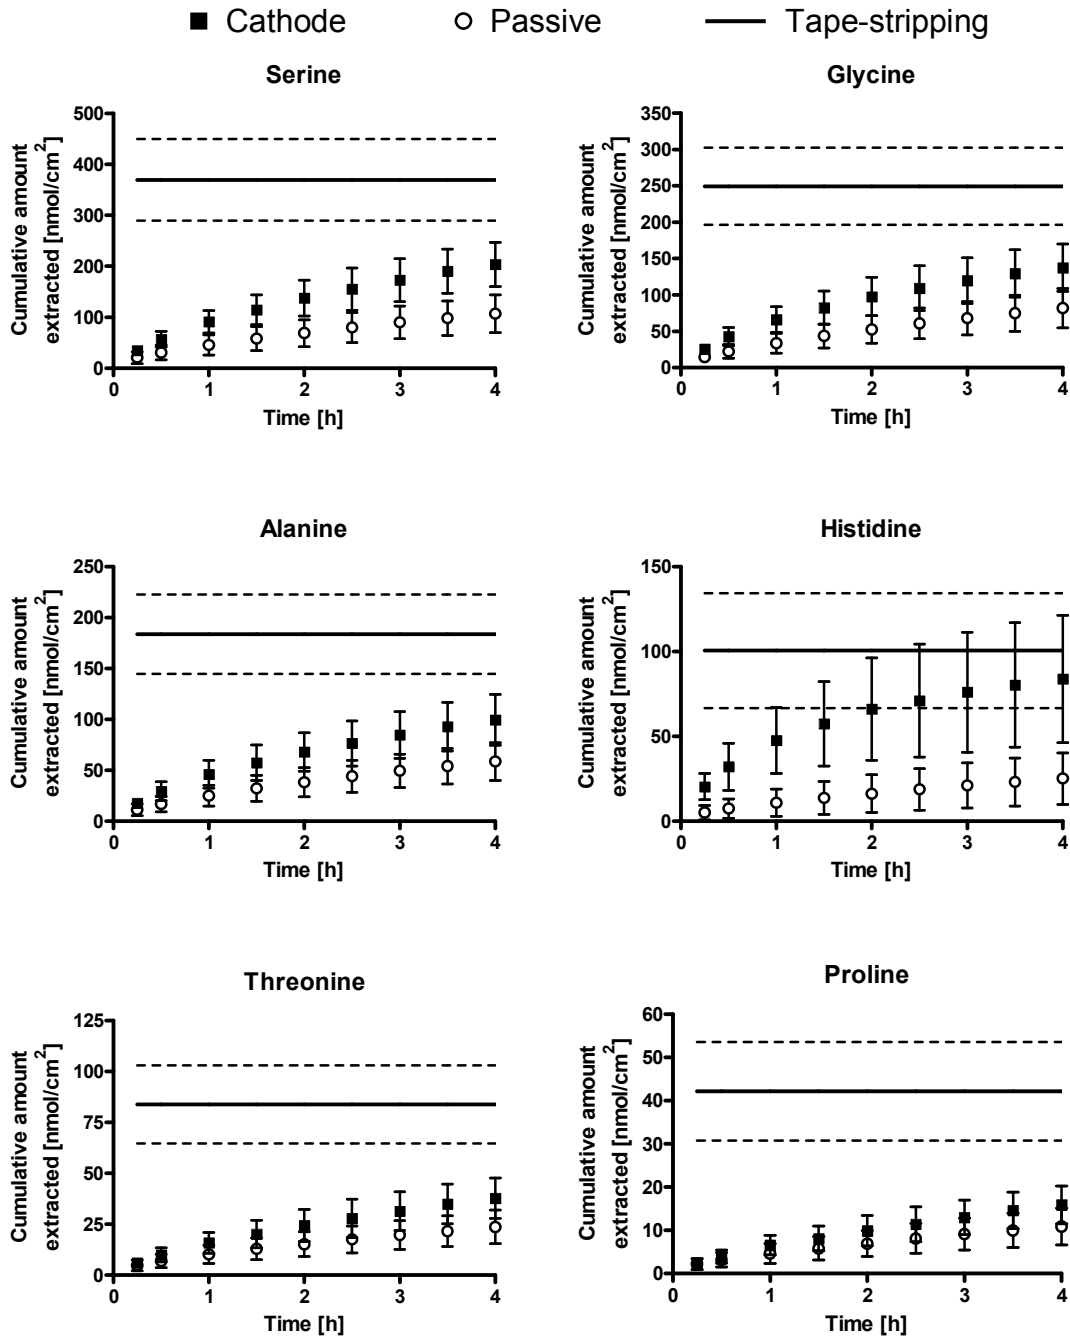 Cathode Passive Tape-stripping
Serine
Cumulative amount
extracted [nmol/cm²]
500
400
300
200
100
0
0 1 2 3 4
Time [h]
Glycine
Cumulative amount
extracted [nmol/cm²]
350
300
250
200
150
100
50
0
0 1 2 3 4
Time [h]
Alanine
Cumulative amount
extracted [nmol/cm²]
250
200
150
100
50
0
0 1 2 3 4
Time [h]
Histidine
Cumulative amount
extracted [nmol/cm²]
150
100
50
0
0 1 2 3 4
Time [h]
Threonine
Cumulative amount
extracted [nmol/cm²]
125
100
75
50
25
0
0 1 2 3 4
Time [h]
Proline
Cumulative amount
extracted [nmol/cm²]
60
50
40
30
20
10
0
0 1 2 3 4
Time [h]